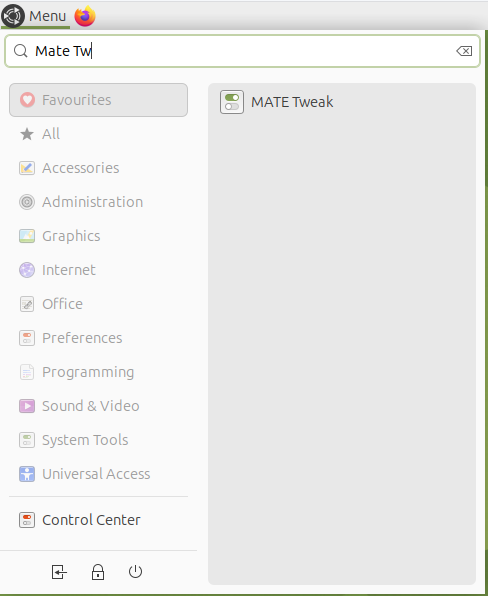 Menu
Mate Tw
Favourites
All
Accessories
Administration
Graphics
Internet
Office
Preferences
Programming
Sound & Video
System Tools
Universal Access
Control Center
MATE Tweak